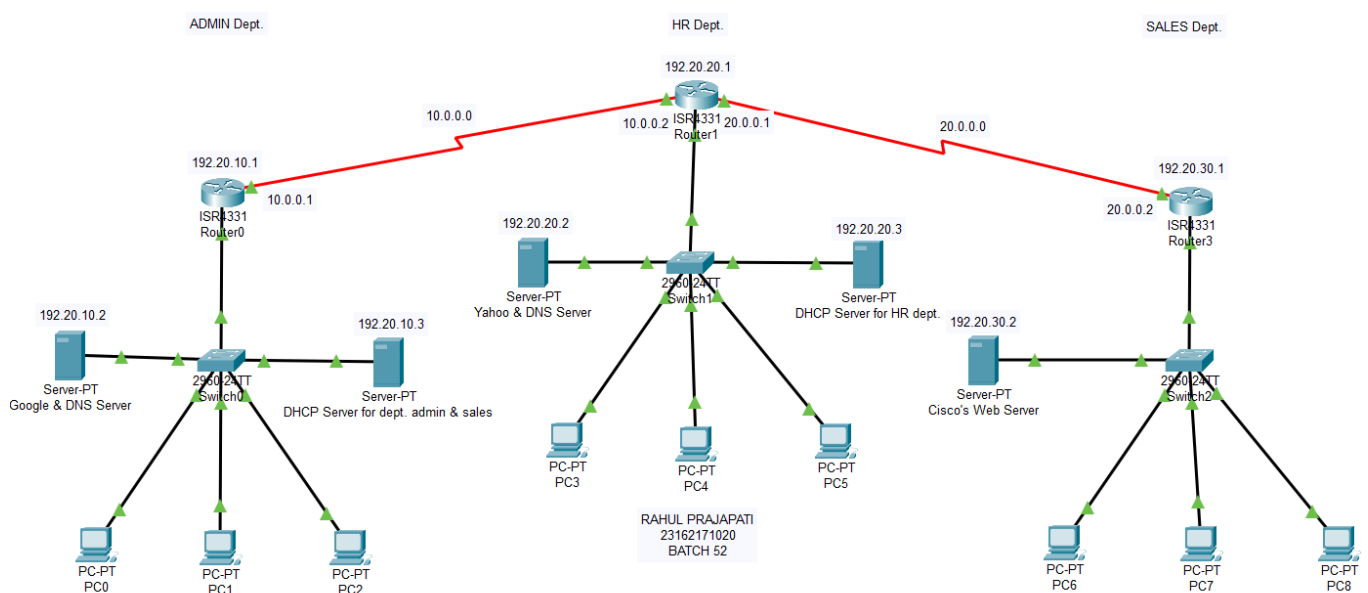 ADMIN Dept.
HR Dept.
SALES Dept.
192.20.20.1
10.0.0.0
10.0.0.2
20.0.0.1
ISR4331
Router1
20.0.0.0
192.20.10.1
10.0.0.1
ISR4331
Router0
192.20.30.1
20.0.0.2
ISR4331
Router3
192.20.20.2
Server-PT
Yahoo & DNS Server
2960-24TT
Switch1
192.20.20.3
Server-PT
DHCP Server for HR dept.
192.20.10.2
Server-PT
Google & DNS Server
2960-24TT
Switch0
192.20.10.3
Server-PT
DHCP Server for dept. admin & sales
192.20.30.2
Server-PT
Cisco's Web Server
2960-24TT
Switch2
PC-PT
PC3
PC-PT
PC4
PC-PT
PC5
RAHUL PRAJAPATI
23162171020
BATCH 52
PC-PT
PC0
PC-PT
PC1
PC-PT
PC2
PC-PT
PC6
PC-PT
PC7
PC-PT
PC8